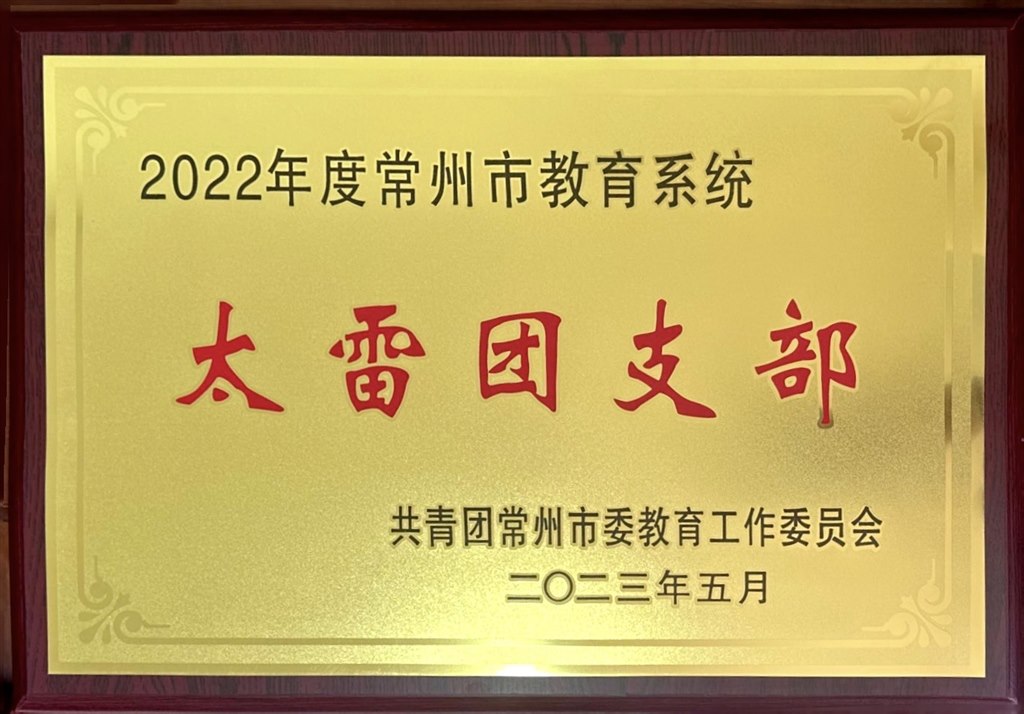 2022年度常州市教育系统
太雷团支部
共青团常州市委教育工作委员会
二〇二三年五月